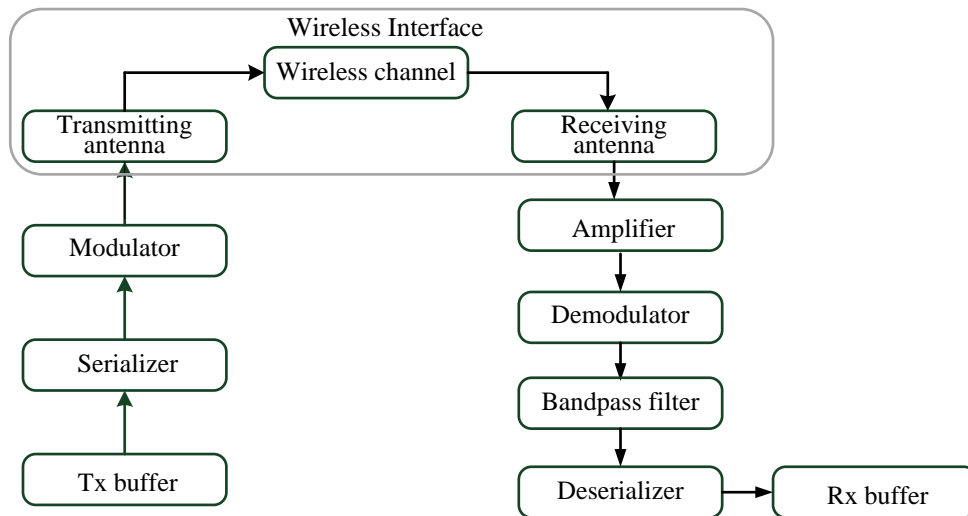 Wireless Interface
Wireless channel
Transmitting
antenna
Receiving
antenna
Modulator
Amplifier
Serializer
Demodulator
Bandpass filter
Tx buffer
Deserializer
Rx buffer